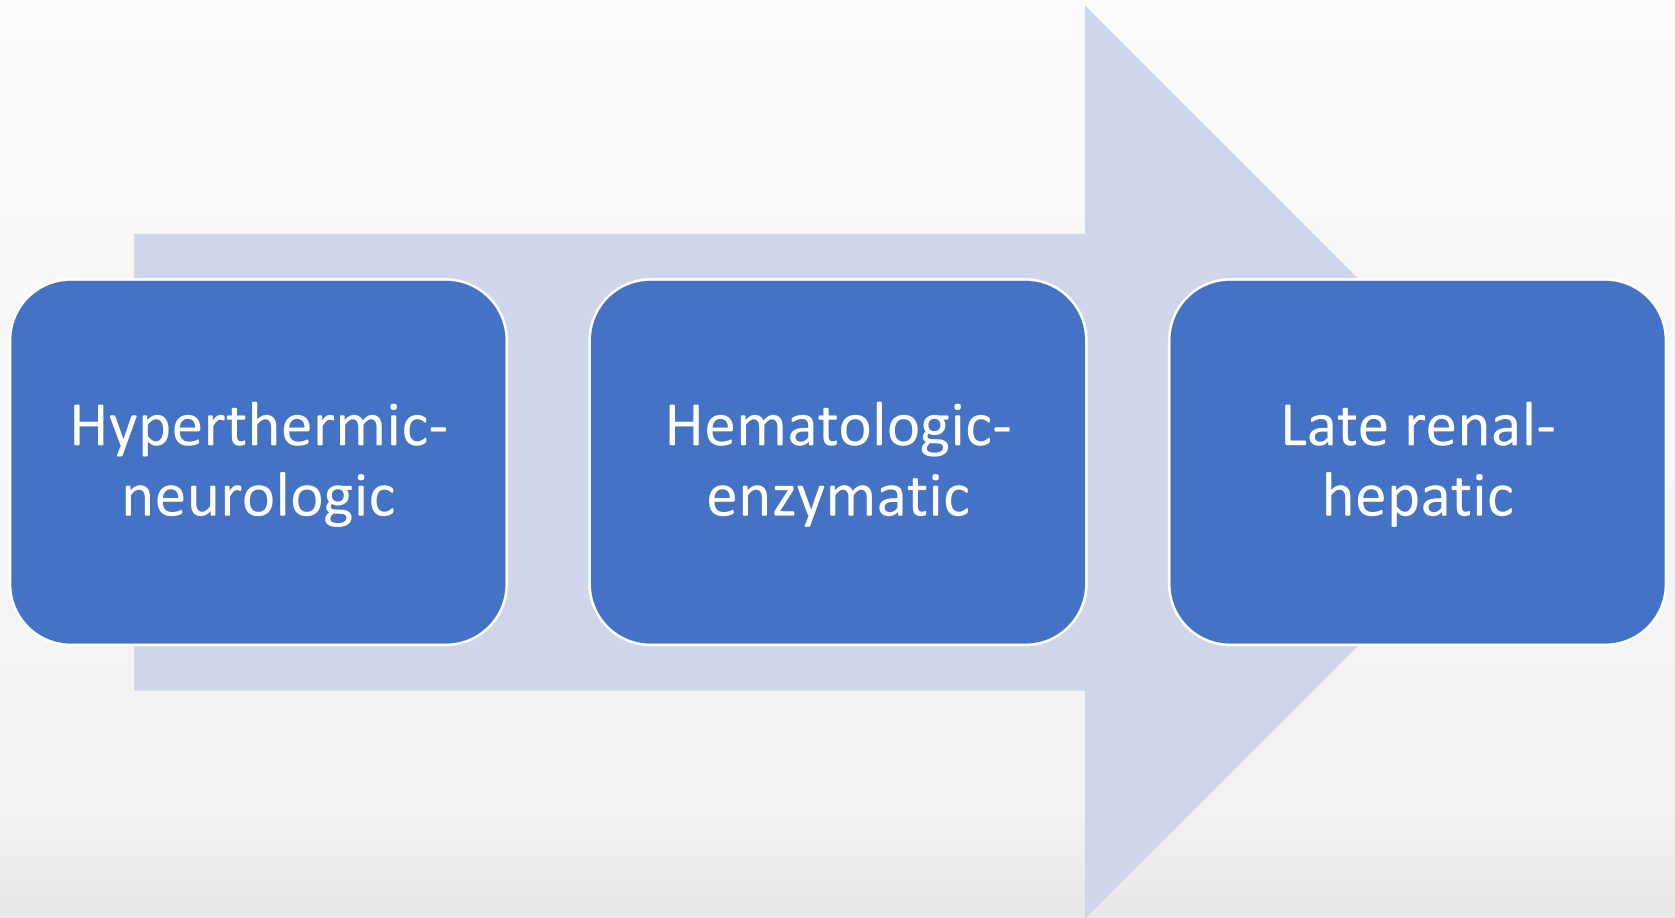 Hyperthermic-
neurologic
Hematologic-
enzymatic
Late renal-
hepatic